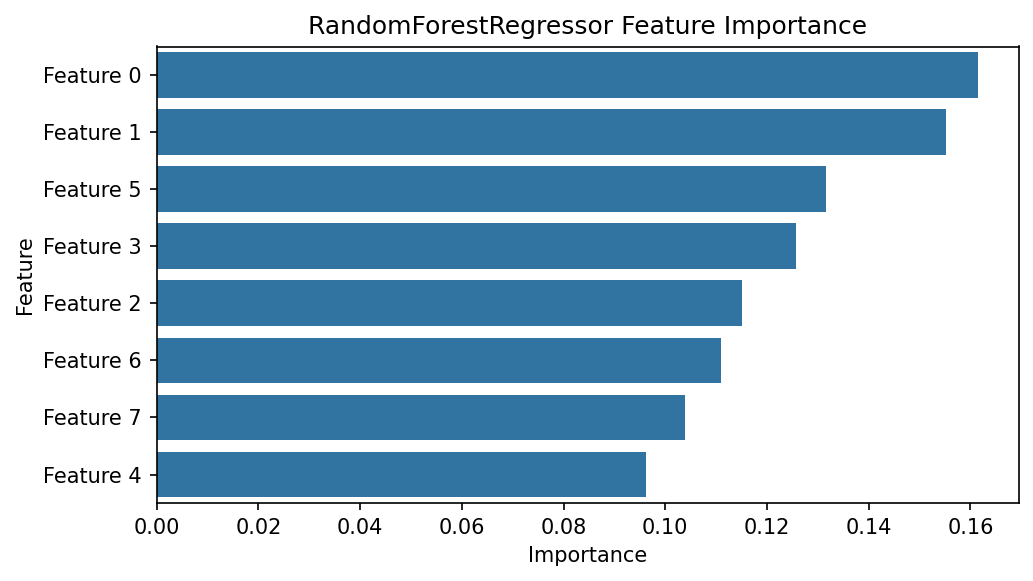 RandomForestRegressor Feature Importance
Feature
Feature 0
Feature 1
Feature 5
Feature 3
Feature 2
Feature 6
Feature 7
Feature 4
0.00 0.02 0.04 0.06 0.08 0.10 0.12 0.14 0.16
Importance